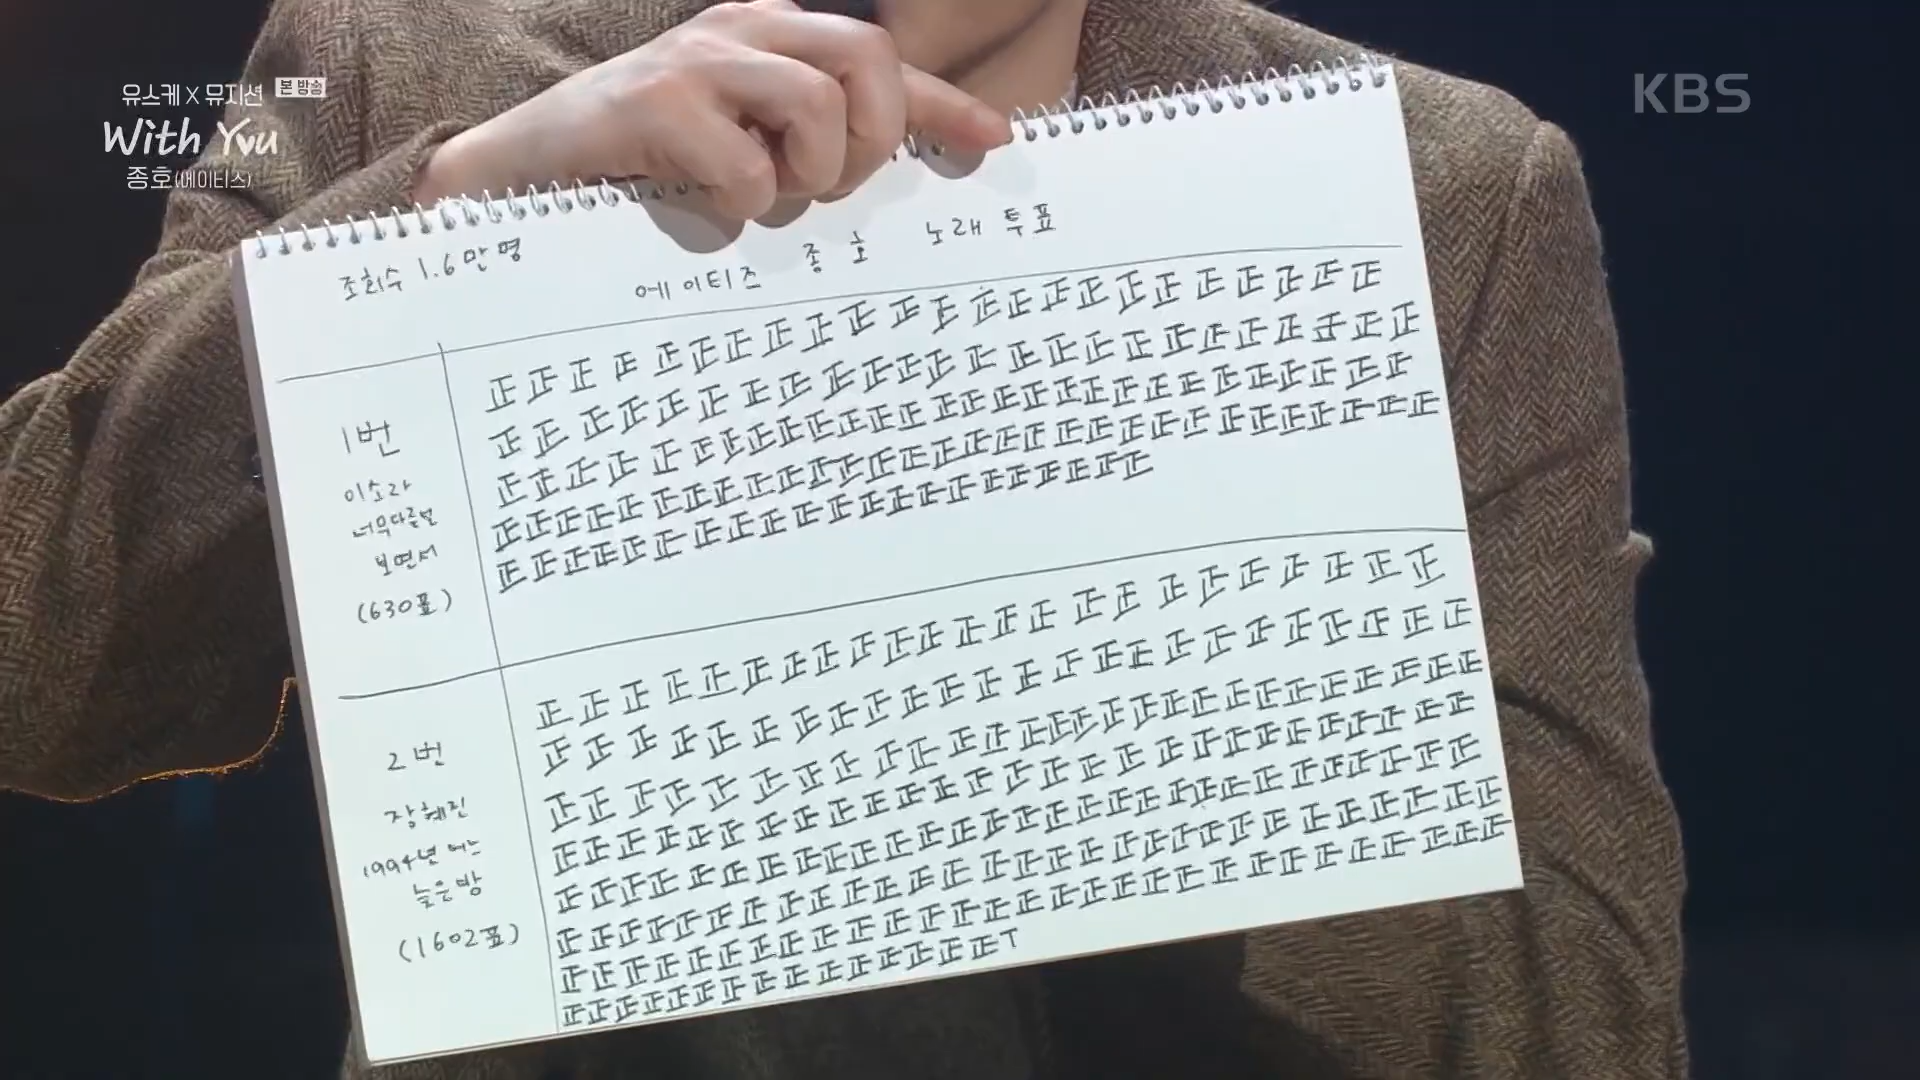 유스케 X 뮤지션 본 방송
With You
종호(에이티즈)
KBS
조회수 1.6만 명
에이티즈 종호 노래 투표
1번
이소라
너무다른널
보면서
(630표)
2번
장혜진
1994년 어느
늦은 밤
(1602표)